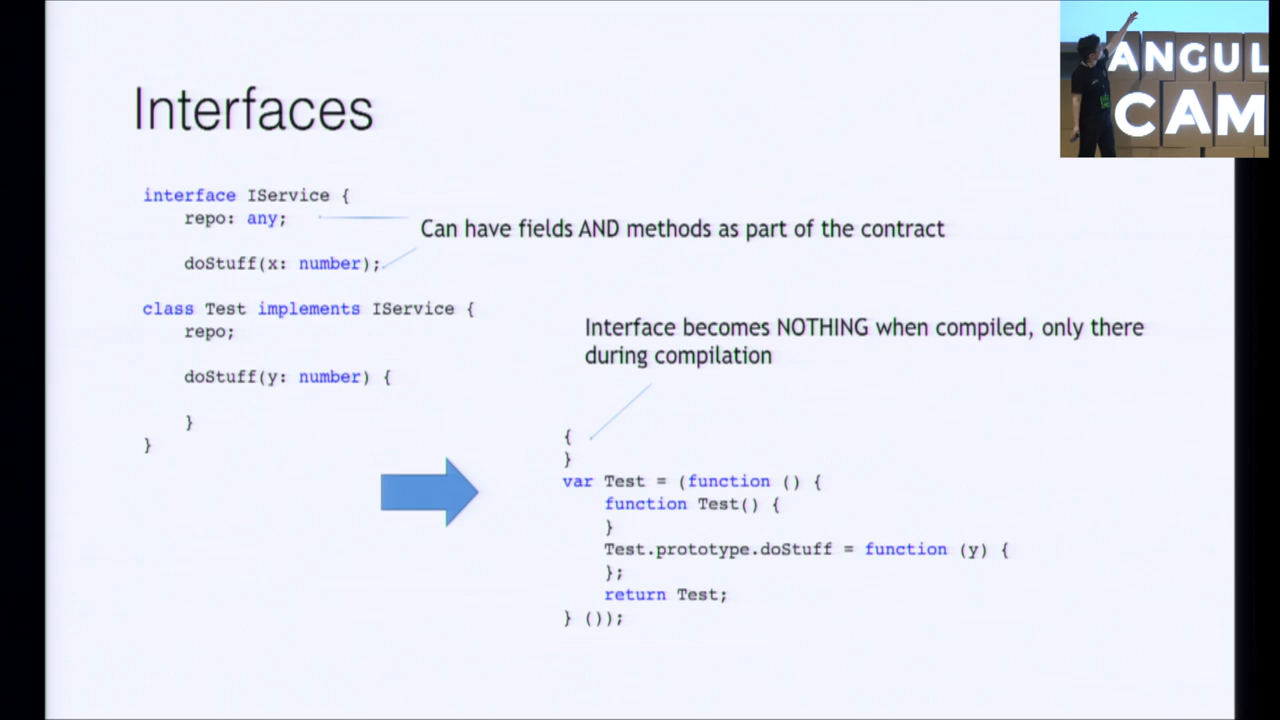 Interfaces
interface IService {
repo: any;
doStuff(x: number);
Can have fields AND methods as part of the contract
class Test implements IService {
repo;
doStuff(y: number) {
}
}
Interface becomes NOTHING when compiled, only there
during compilation
{
}
var Test = (function () {
function Test() {
}
Test.prototype.doStuff = function (y) {
};
return Test;
} ());
ANGUL
CAM